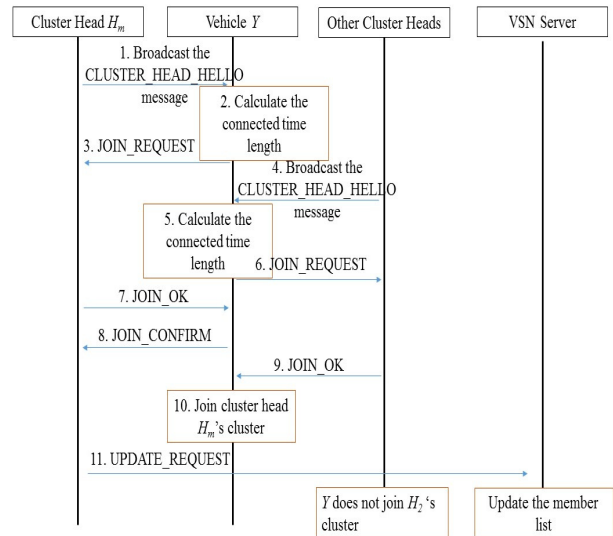 Cluster Head Hm
Vehicle Y
Other Cluster Heads
VSN Server
1. Broadcast the
CLUSTER_HEAD_HELLO
message
2. Calculate the
connected time
length
3. JOIN_REQUEST
4. Broadcast the
CLUSTER_HEAD_HELLO
message
5. Calculate the
connected time
length
6. JOIN_REQUEST
7. JOIN_OK
8. JOIN_CONFIRM
9. JOIN_OK
10. Join cluster head
Hm's cluster
11. UPDATE_REQUEST
Y does not join H2 ‘s
cluster
Update the member
list